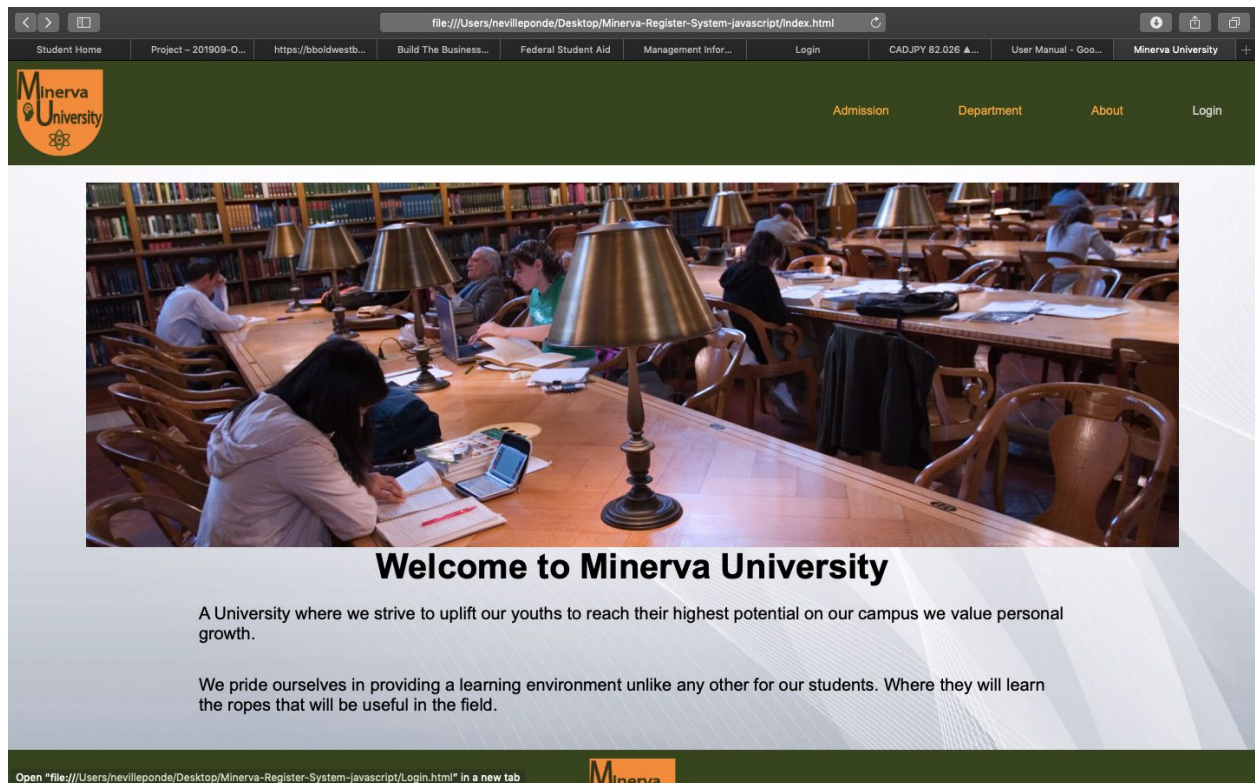 file:///Users/nevilleponde/Desktop/Minerva-Register-System-javascript/Index.html
Student Home
Project – 201909-O...
https://bboldwestb...
Build The Business...
Federal Student Aid
Management Infor...
Login
CADJPY 82.026 ▲...
User Manual - Goo...
Minerva University
Minerva
University
Admission
Department
About
Login
Welcome to Minerva University
A University where we strive to uplift our youths to reach their highest potential on our campus we value personal
growth.
We pride ourselves in providing a learning environment unlike any other for our students. Where they will learn
the ropes that will be useful in the field.
Open "file:///Users/nevilleponde/Desktop/Minerva-Register-System-javascript/Login.html" in a new tab
Minerva